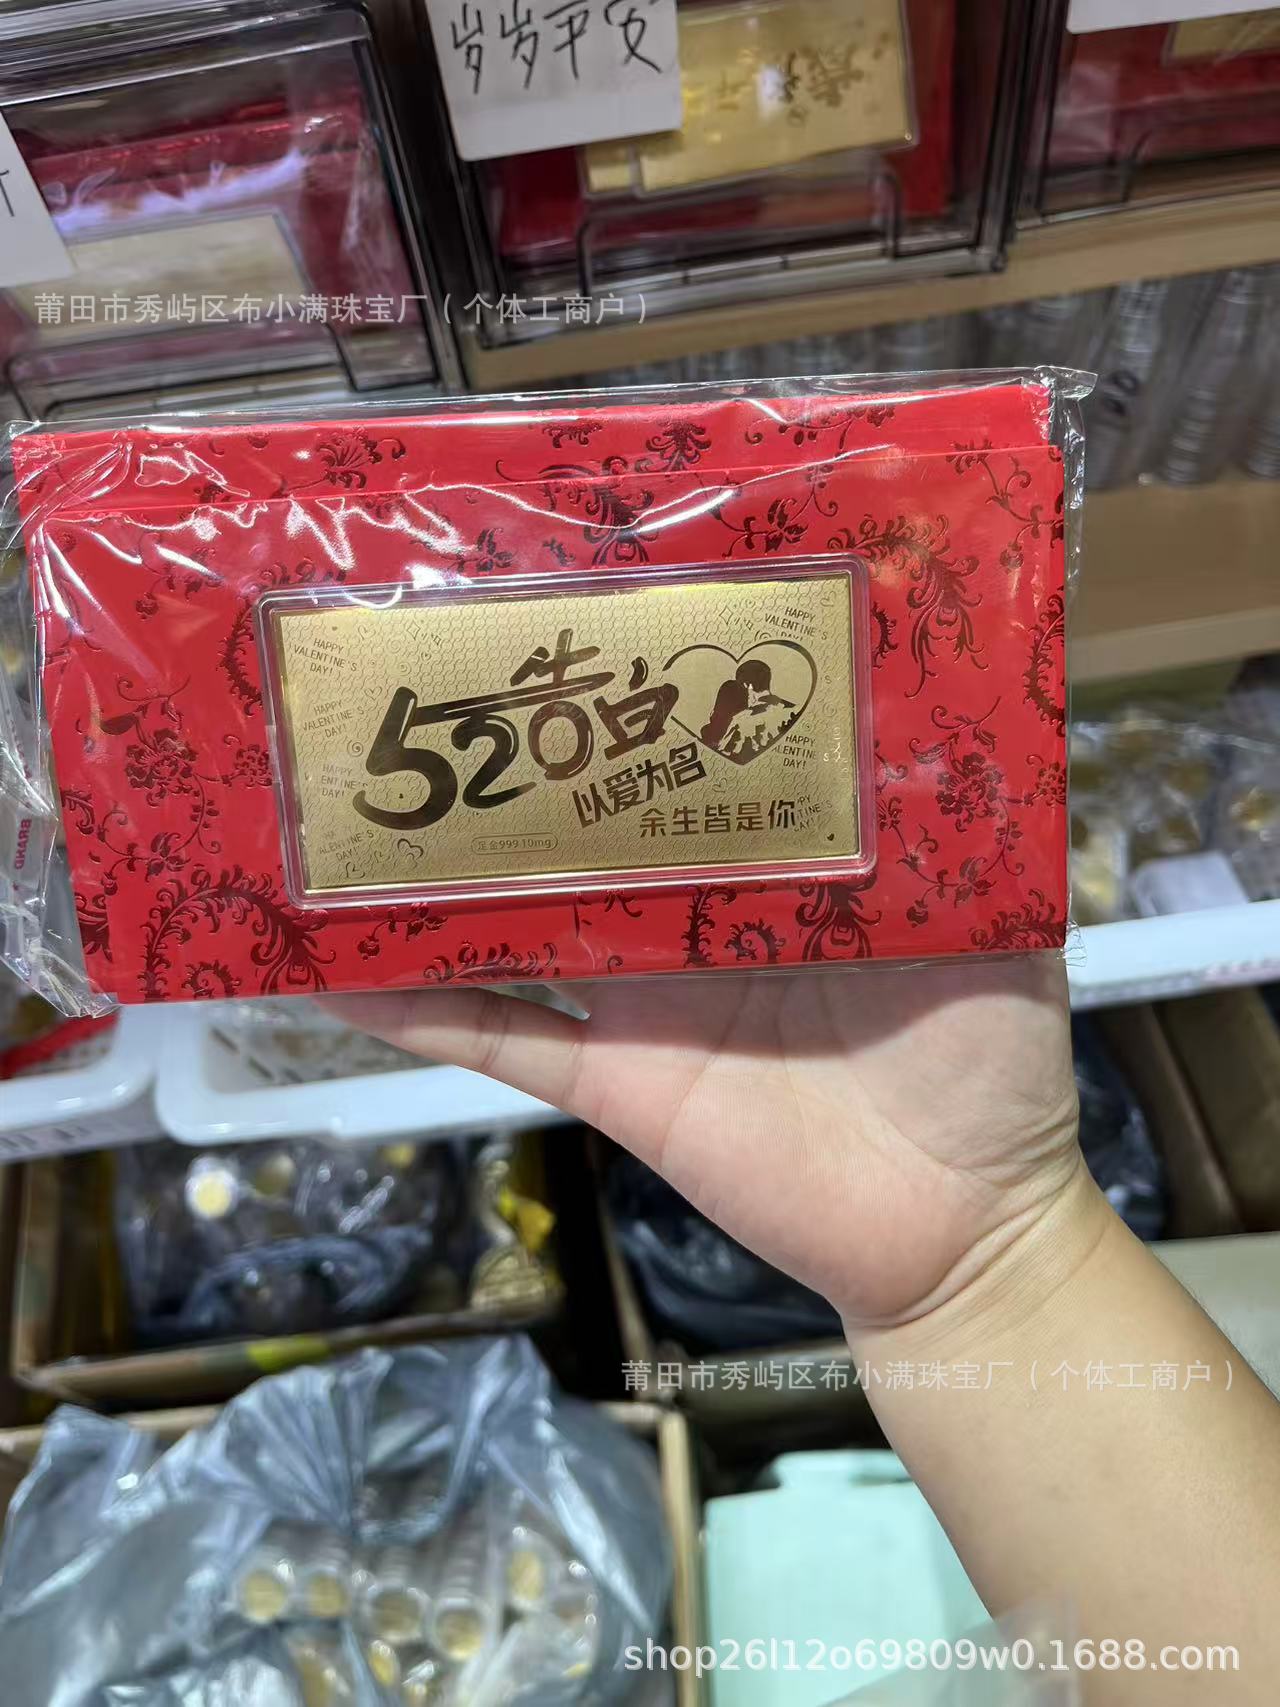 岁岁平安
莆田市秀屿区布小满珠宝厂（个体工商户）
HAPPY
VALENTINE'S
DAY!
HAPPY
VALENTINE'S
DAY!
520告白
HAPPY
VALENTINE'S
DAY!
以爱为名
余生皆是你
足金999 10mg
BRAND
莆田市秀屿区布小满珠宝厂（个体工商户）
shop26l12o69809w0.1688.com